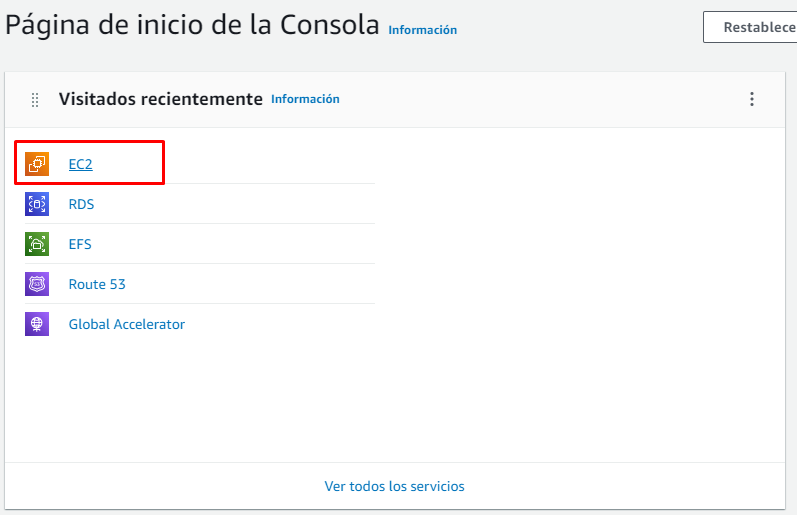 Página de inicio de la Consola Información
Restablece
Visitados recientemente Información
EC2
RDS
EFS
Route 53
Global Accelerator
Ver todos los servicios